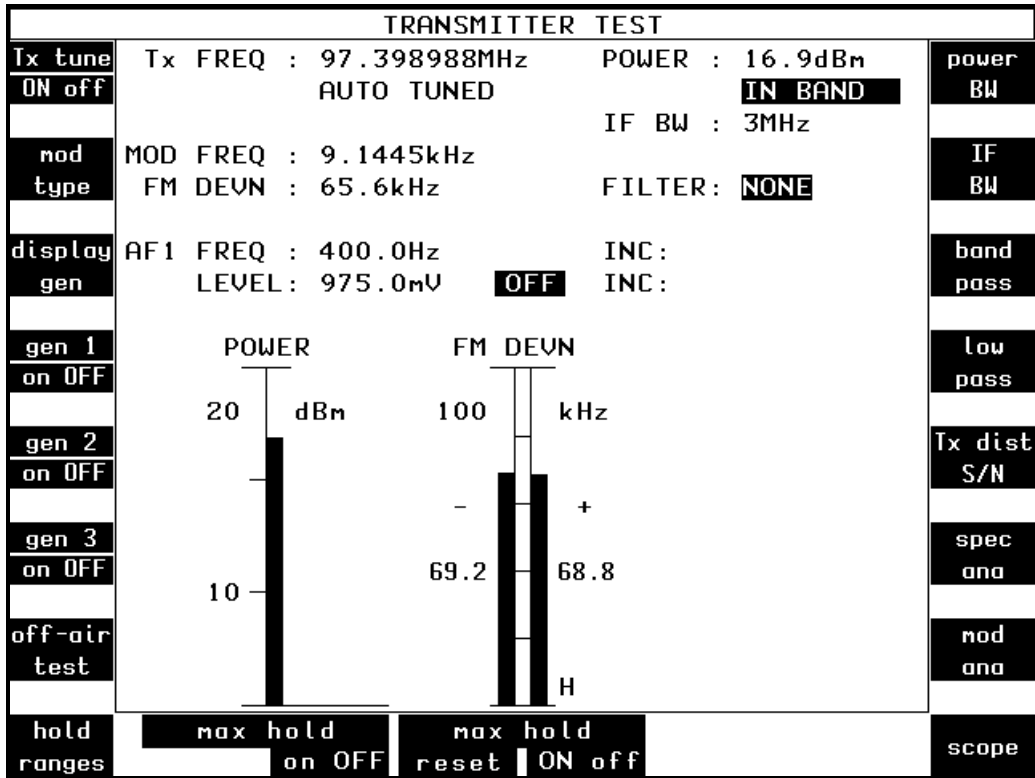 TRANSMITTER TEST
Tx tune
ON off
mod
type
display
gen
gen 1
on OFF
gen 2
on OFF
gen 3
on OFF
off-air
test
hold
ranges
Tx FREQ : 97.398988MHz POWER : 16.9dBm
AUTO TUNED IN BAND
IF BW : 3MHz
MOD FREQ : 9.1445kHz
FM DEVN : 65.6kHz FILTER: NONE
AF1 FREQ : 400.0Hz INC:
LEVEL: 975.0mV OFF INC:
POWER FM DEVN
20 dBm 100 kHz
- +
69.2 68.8
10
H
max hold
on OFF
max hold
reset ON off
power
BW
IF
BW
band
pass
low
pass
Tx dist
S/N
spec
ana
mod
ana
scope